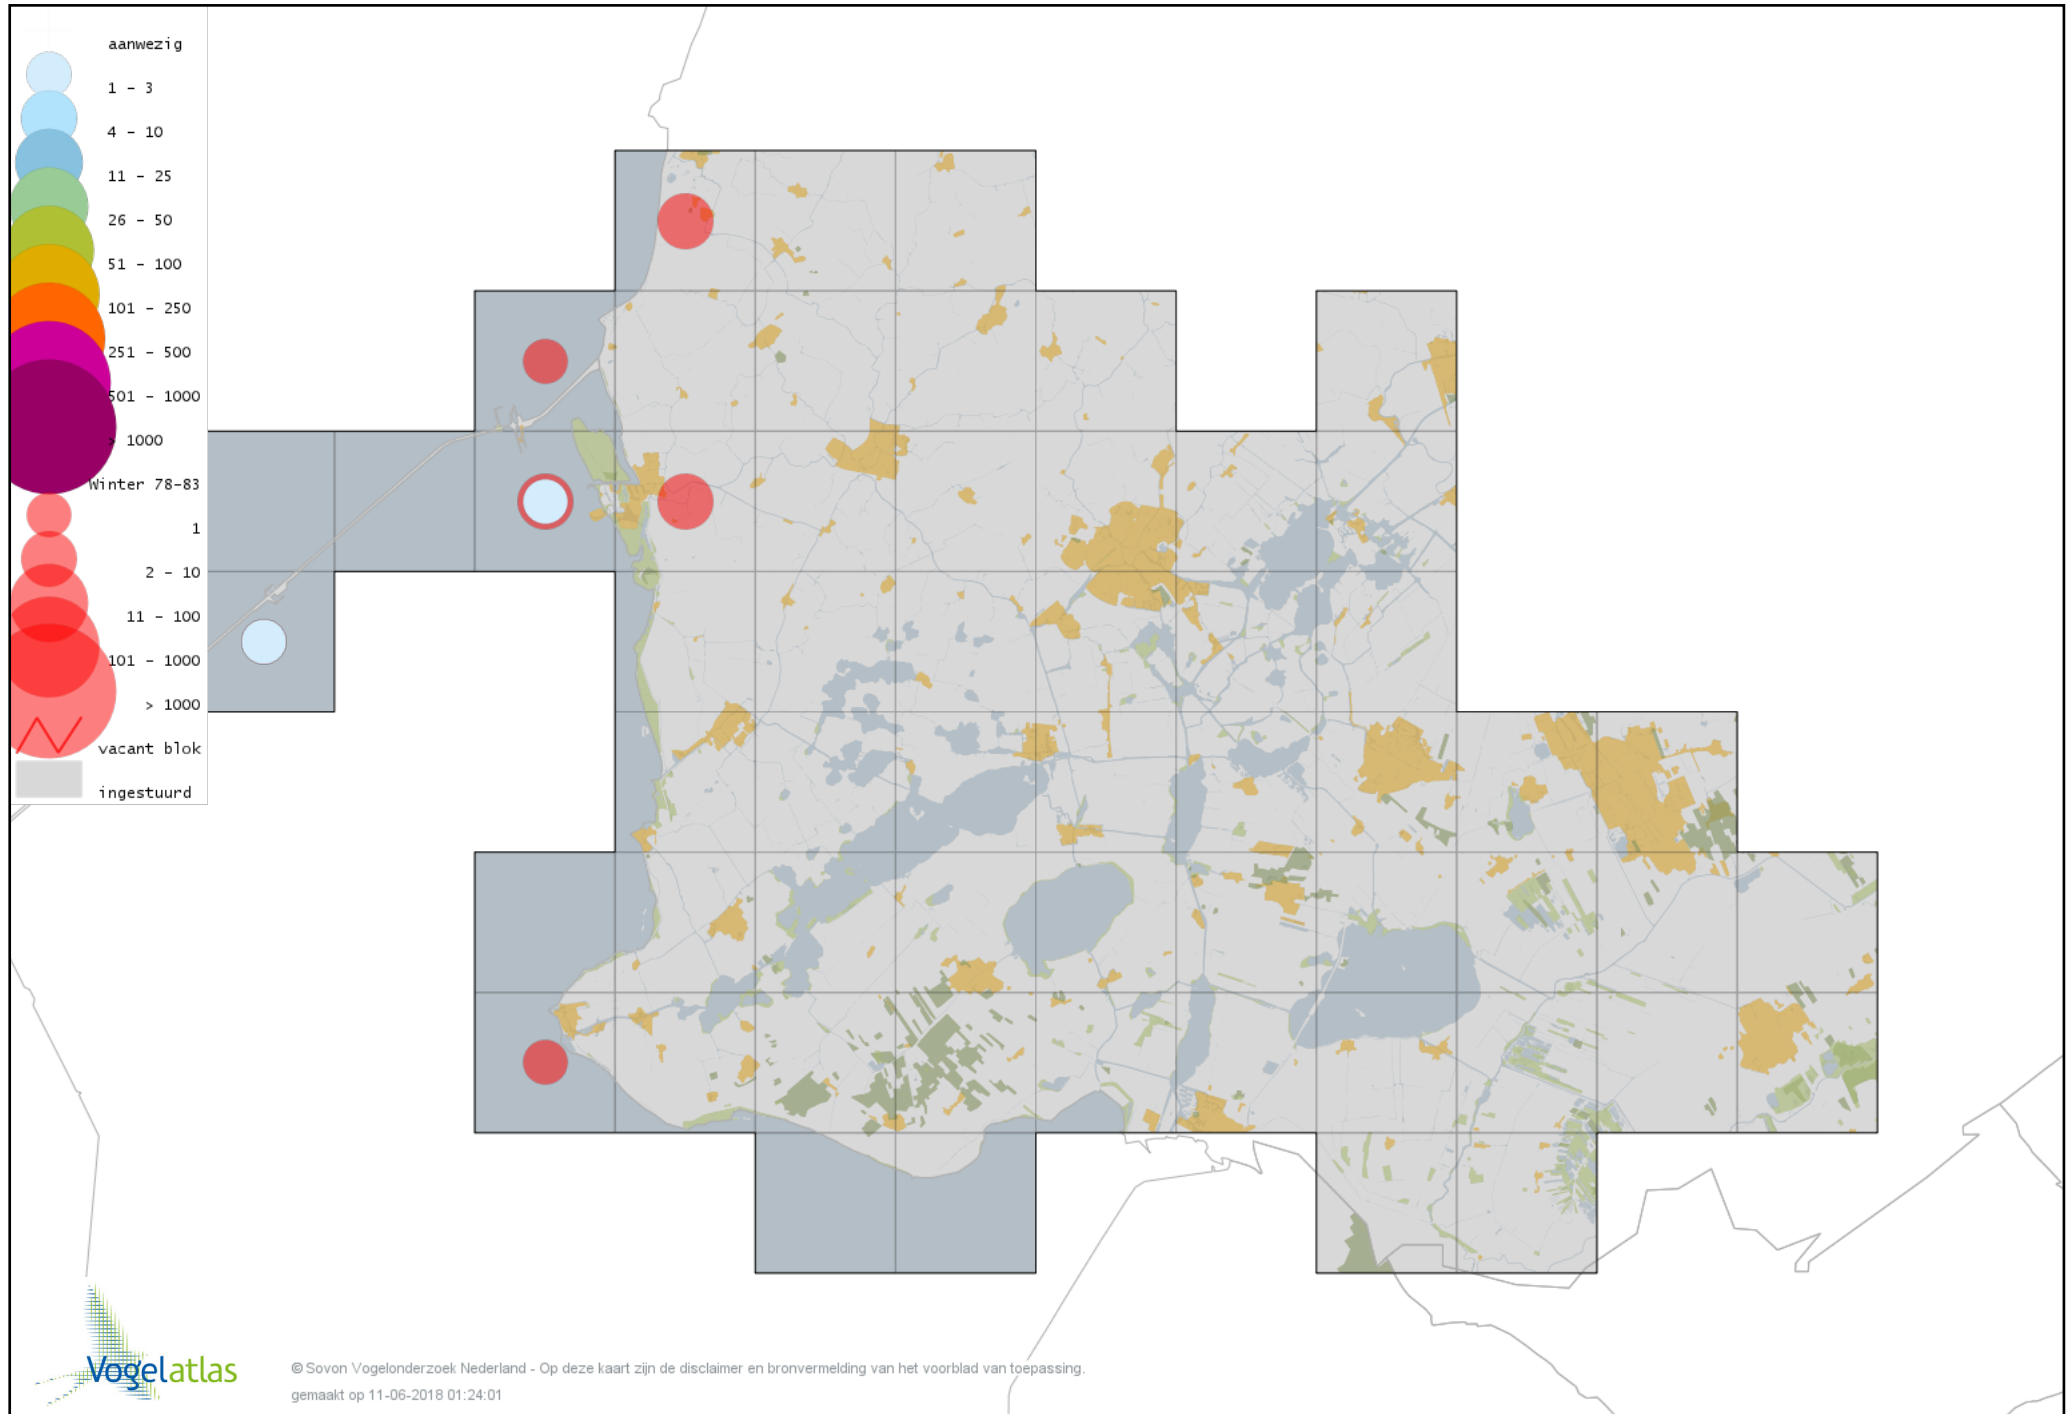 aanwezig
1 – 3
4 – 10
11 – 25
26 – 50
51 – 100
101 – 250
251 – 500
501 – 1000
> 1000
Winter 78-83
1
2 – 10
11 – 100
101 – 1000
> 1000
vacant blok
ingestuurd
Vogelatlas
© Sovon Vogelonderzoek Nederland - Op deze kaart zijn de disclaimer en bronvermelding van het voorblad van toepassing.
gemaakt op 11-06-2018 01:24:01